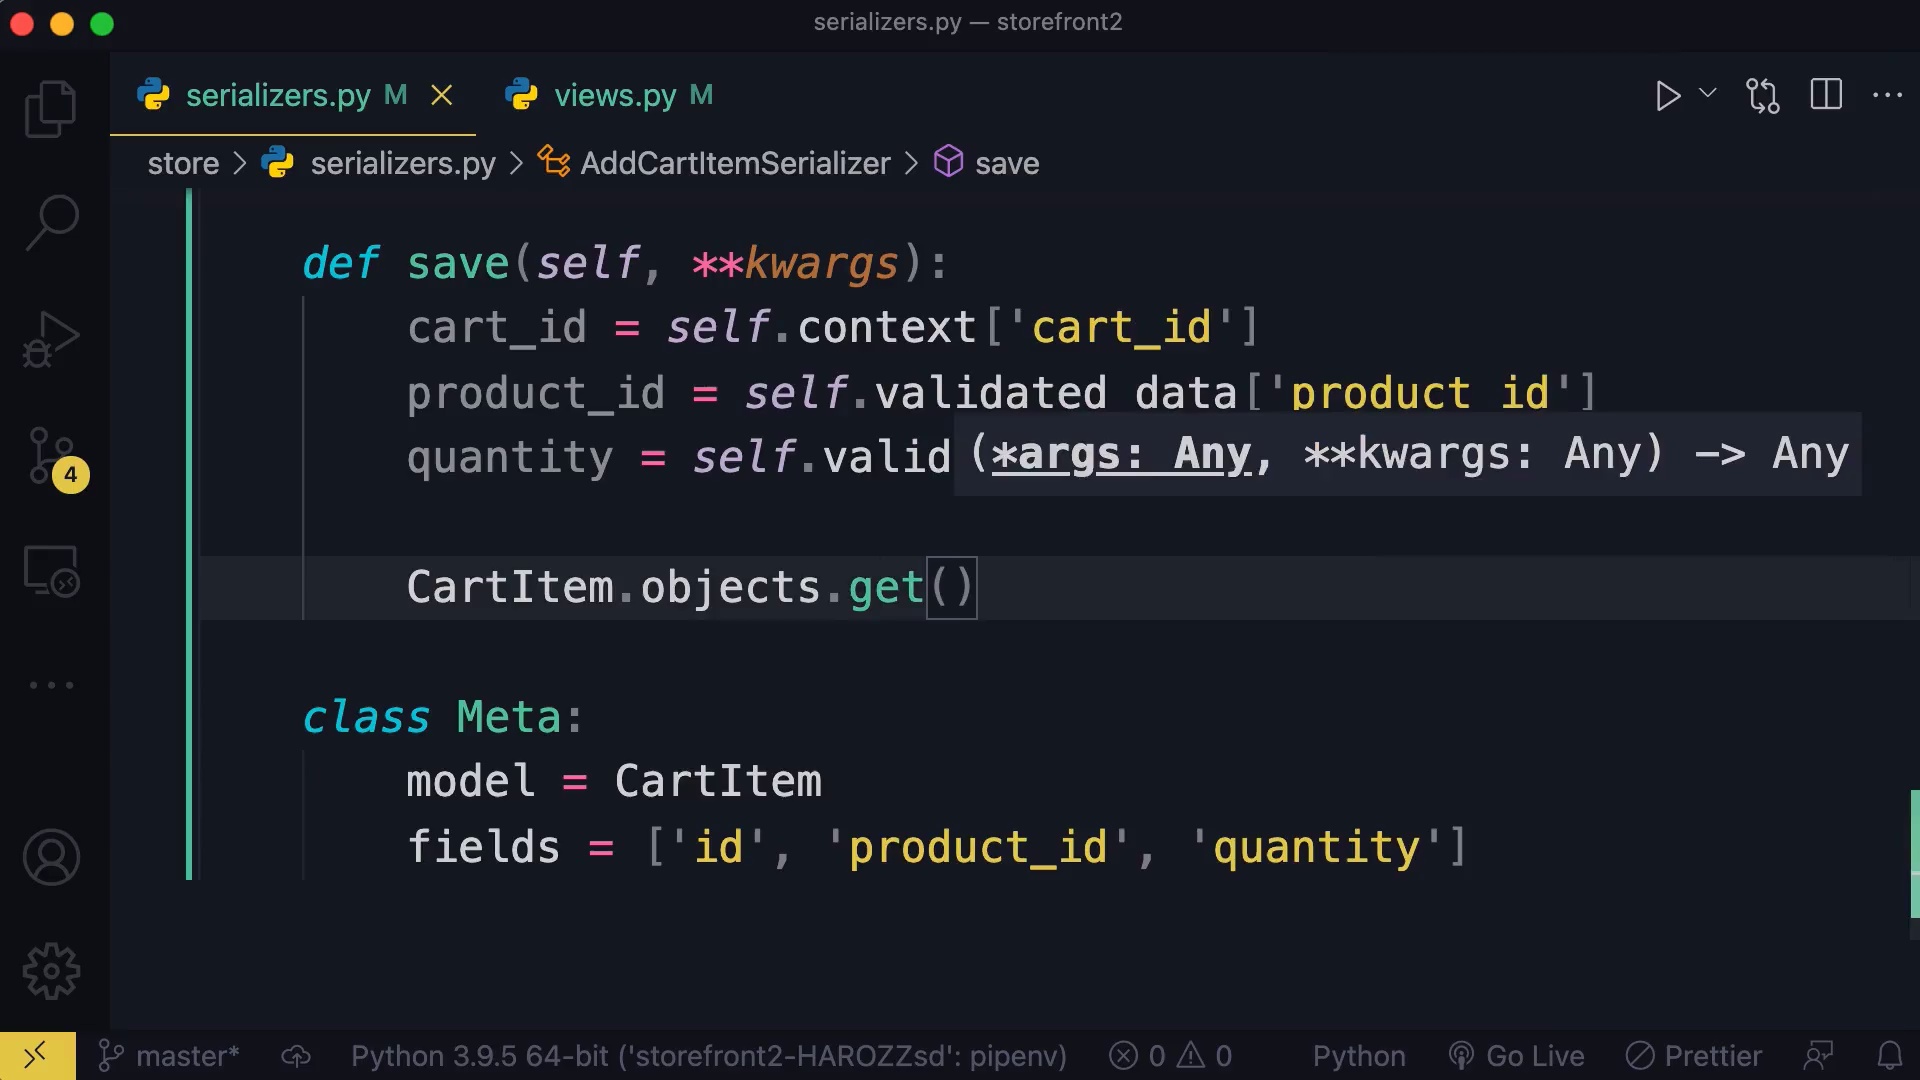 serializers.py — storefront2
serializers.py M views.py M
store > serializers.py > AddCartItemSerializer > save
def save(self, **kwargs):
cart_id = self.context['cart_id']
product_id = self.validated_data['product_id']
quantity = self.valid (*args: Any, **kwargs: Any) -> Any
CartItem.objects.get()
class Meta:
model = CartItem
fields = ['id', 'product_id', 'quantity']
4
master* Python 3.9.5 64-bit ('storefront2-HAROZZsd': pipenv) 0 0 Python Go Live Prettier